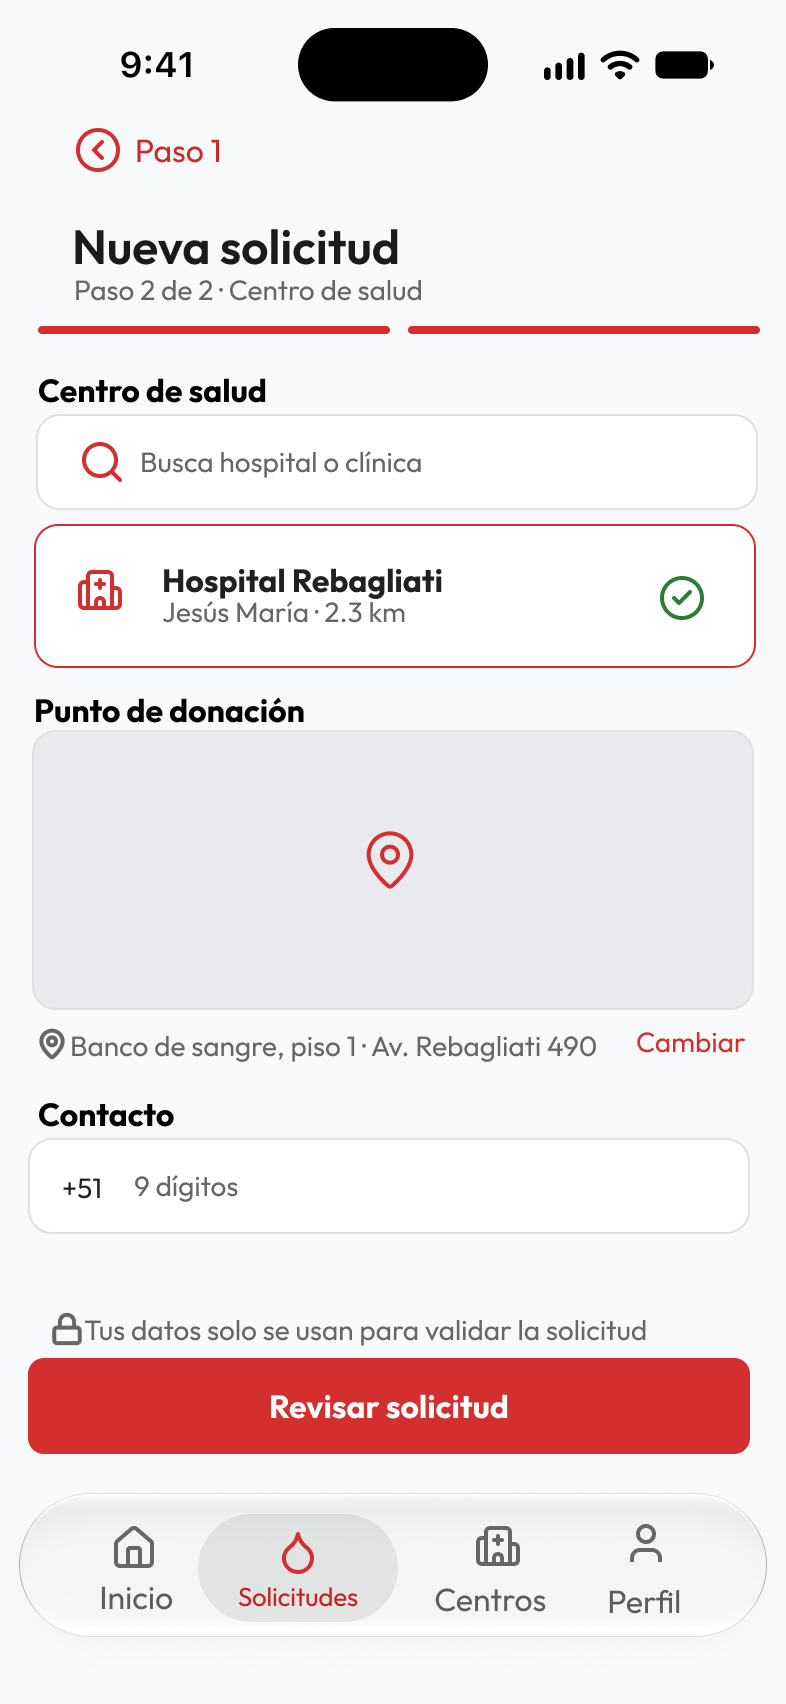 9:41
Paso 1
Nueva solicitud
Paso 2 de 2 · Centro de salud
Centro de salud
Busca hospital o clínica
Hospital Rebagliati
Jesús María · 2.3 km
Punto de donación
Banco de sangre, piso 1 · Av. Rebagliati 490
Cambiar
Contacto
+51 9 dígitos
Tus datos solo se usan para validar la solicitud
Revisar solicitud
Inicio Solicitudes Centros Perfil